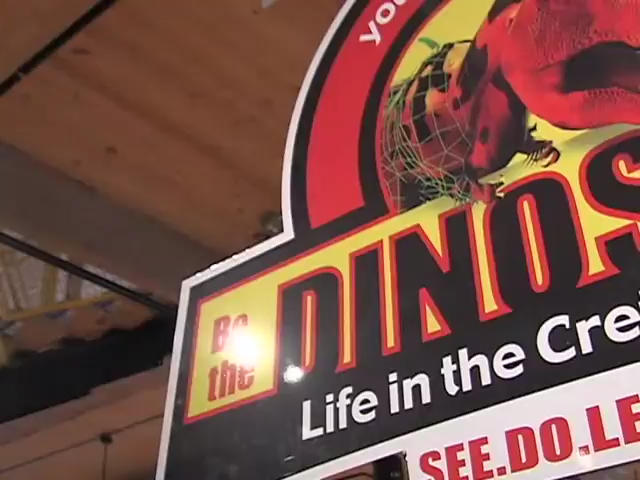 you
Be
the
DINOS
Life in the Cre
SEE.DO.LE